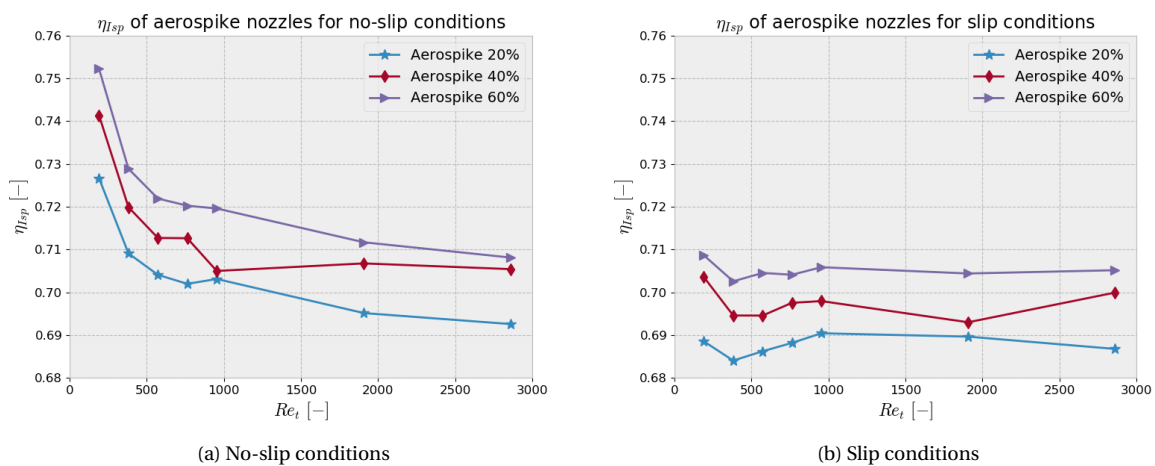 η_Isp of aerospike nozzles for no-slip conditions
0.76
0.75
0.74
0.73
0.72
0.71
0.70
0.69
0.68
η_Isp [−]
Aerospike 20%
Aerospike 40%
Aerospike 60%
0 500 1000 1500 2000 2500 3000
Re_t [−]
(a) No-slip conditions
η_Isp of aerospike nozzles for slip conditions
0.76
0.75
0.74
0.73
0.72
0.71
0.70
0.69
0.68
η_Isp [−]
Aerospike 20%
Aerospike 40%
Aerospike 60%
0 500 1000 1500 2000 2500 3000
Re_t [−]
(b) Slip conditions